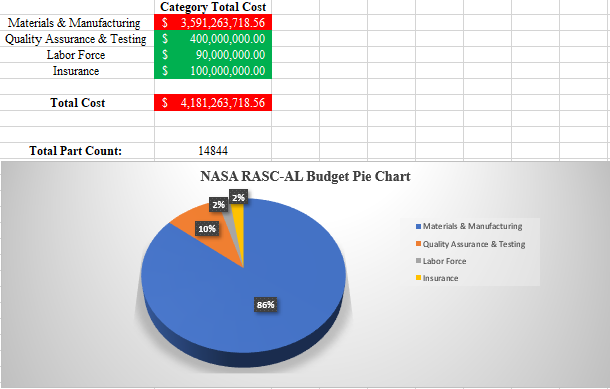 Category Total Cost
Materials & Manufacturing $ 3,591,263,718.56
Quality Assurance & Testing $ 400,000,000.00
Labor Force $ 90,000,000.00
Insurance $ 100,000,000.00
Total Cost $ 4,181,263,718.56
Total Part Count: 14844
NASA RASC-AL Budget Pie Chart
2%
2%
10%
86%
Materials & Manufacturing
Quality Assurance & Testing
Labor Force
Insurance